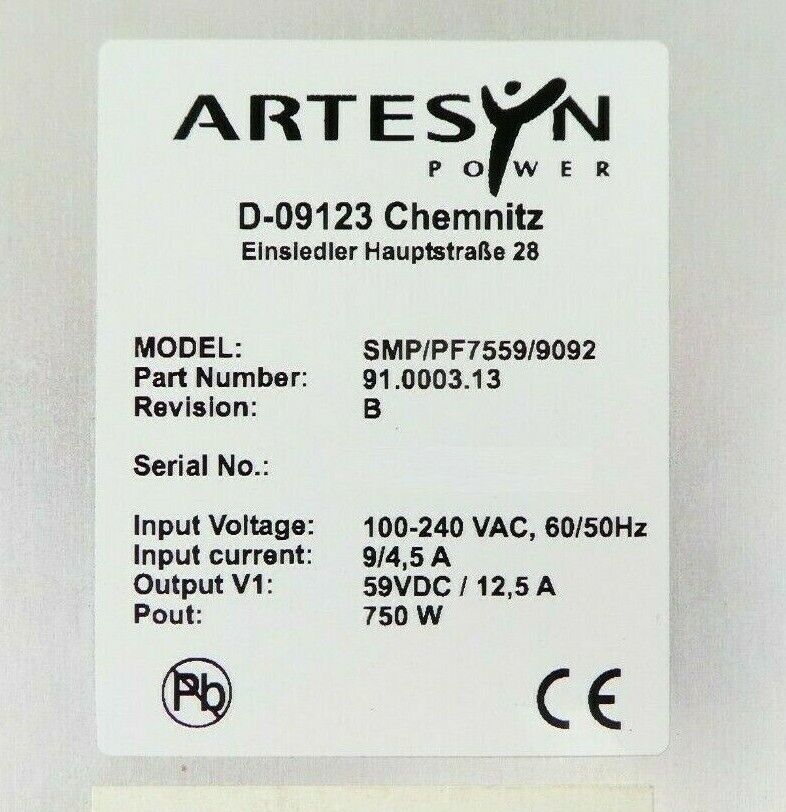 ARTESYN
POWER
D-09123 Chemnitz
Einsiedler Hauptstraße 28
MODEL: SMP/PF7559/9092
Part Number: 91.0003.13
Revision: B
Serial No.:
Input Voltage: 100-240 VAC, 60/50Hz
Input current: 9/4,5 A
Output V1: 59VDC / 12,5 A
Pout: 750 W
Pb CE